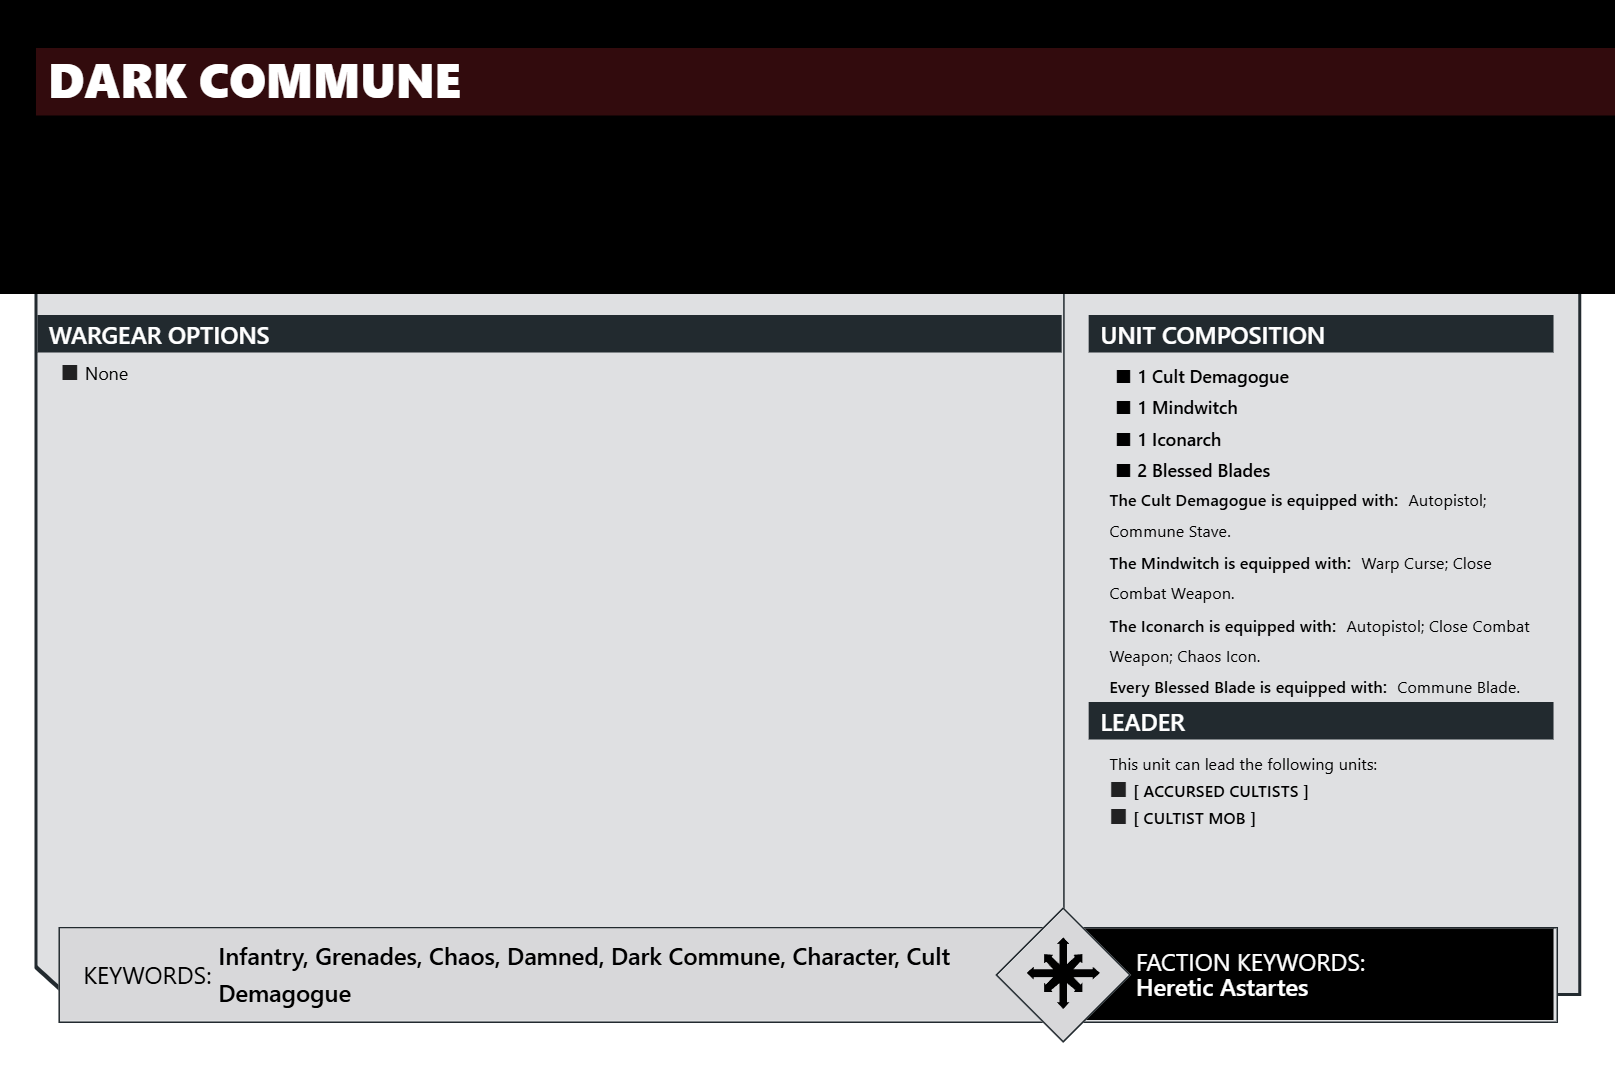 DARK COMMUNE
WARGEAR OPTIONS
None
UNIT COMPOSITION
1 Cult Demagogue
1 Mindwitch
1 Iconarch
2 Blessed Blades
The Cult Demagogue is equipped with: Autopistol;
Commune Stave.
The Mindwitch is equipped with: Warp Curse; Close
Combat Weapon.
The Iconarch is equipped with: Autopistol; Close Combat
Weapon; Chaos Icon.
Every Blessed Blade is equipped with: Commune Blade.
LEADER
This unit can lead the following units:
[ ACCURSED CULTISTS ]
[ CULTIST MOB ]
KEYWORDS: Infantry, Grenades, Chaos, Damned, Dark Commune, Character, Cult
Demagogue
FACTION KEYWORDS:
Heretic Astartes